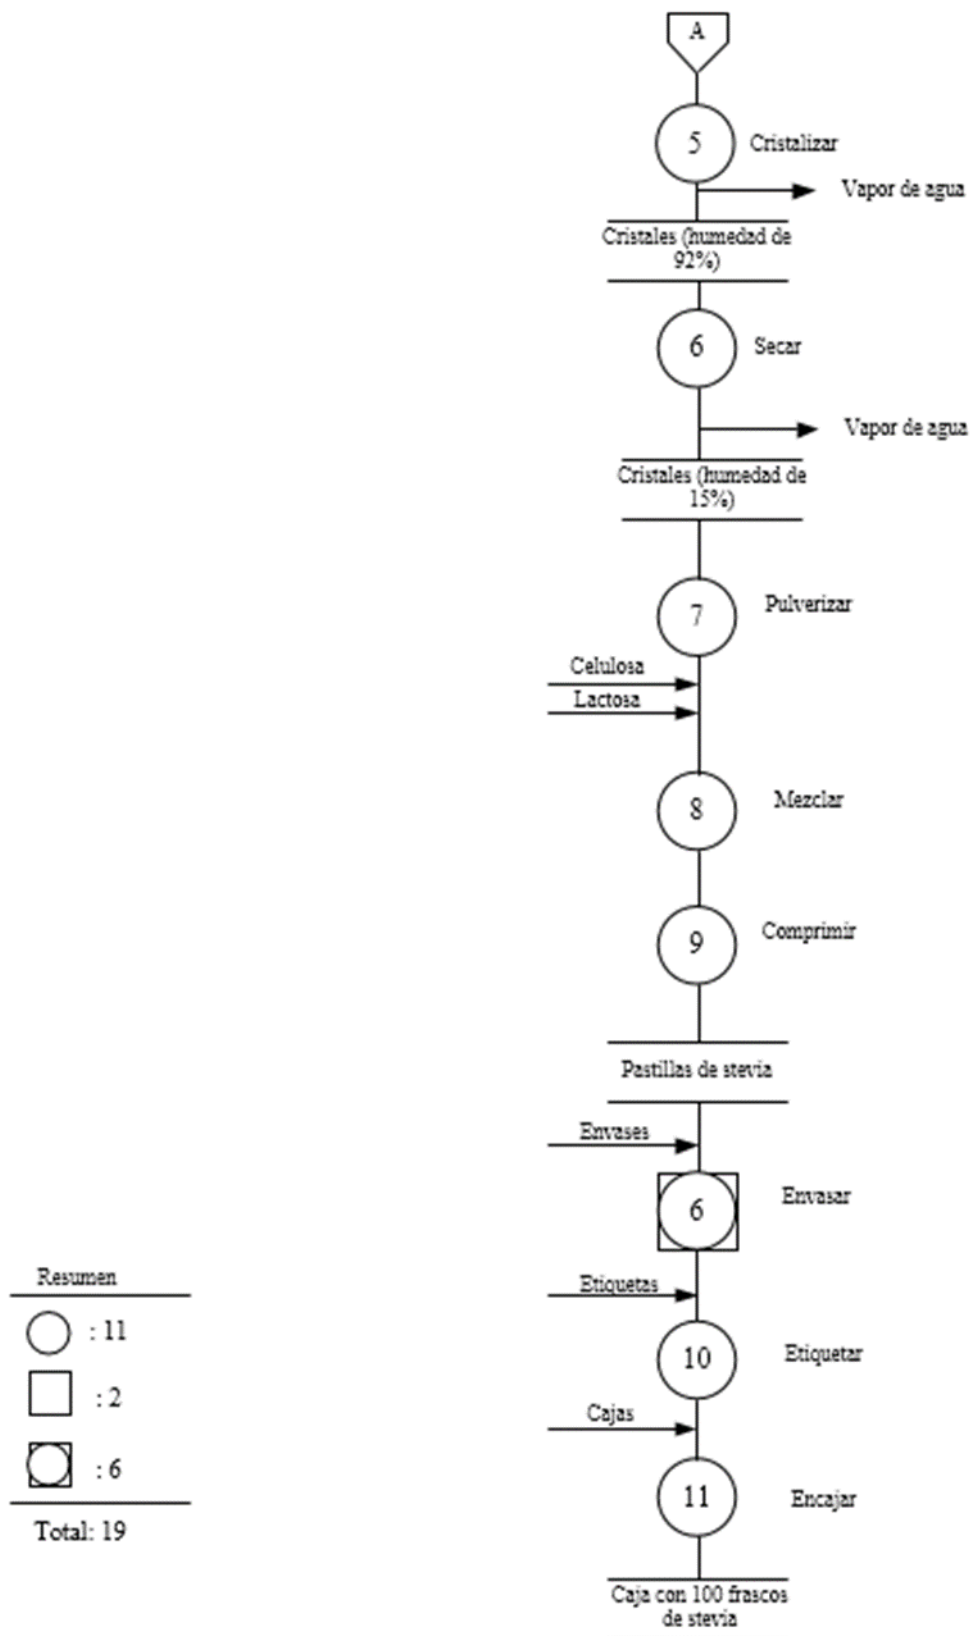 A
5
Cristalizar
Vapor de agua
Cristales (humedad de
92%)
6
Secar
Vapor de agua
Cristales (humedad de
15%)
7
Pulverizar
Celulosa
Lactosa
8
Mezclar
9
Comprimir
Pastillas de stevia
Envases
6
Envasar
Etiquetas
10
Etiquetar
Cajas
11
Encajar
Caja con 100 frascos
de stevia
Resumen
: 11
: 2
: 6
Total: 19